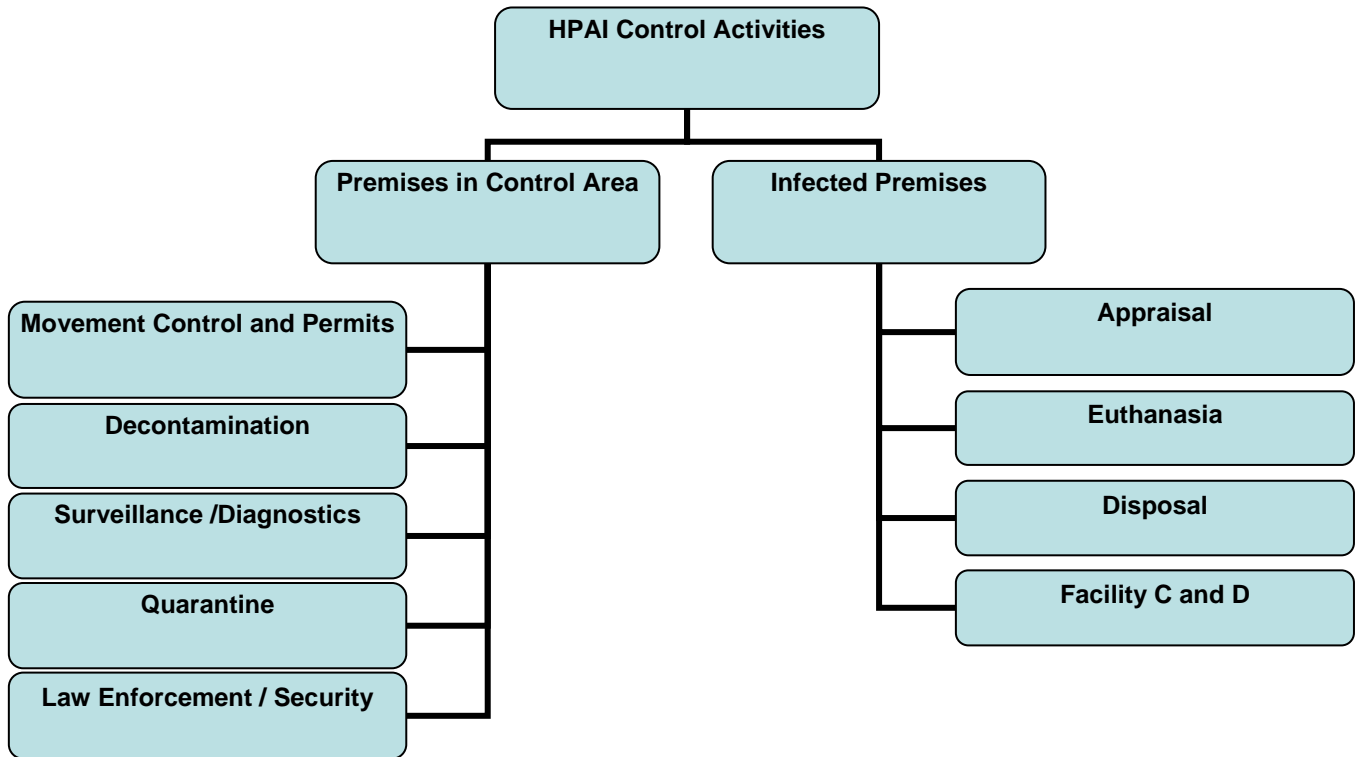 HPAI Control Activities
Premises in Control Area
Infected Premises
Movement Control and Permits
Decontamination
Surveillance /Diagnostics
Quarantine
Law Enforcement / Security
Appraisal
Euthanasia
Disposal
Facility C and D